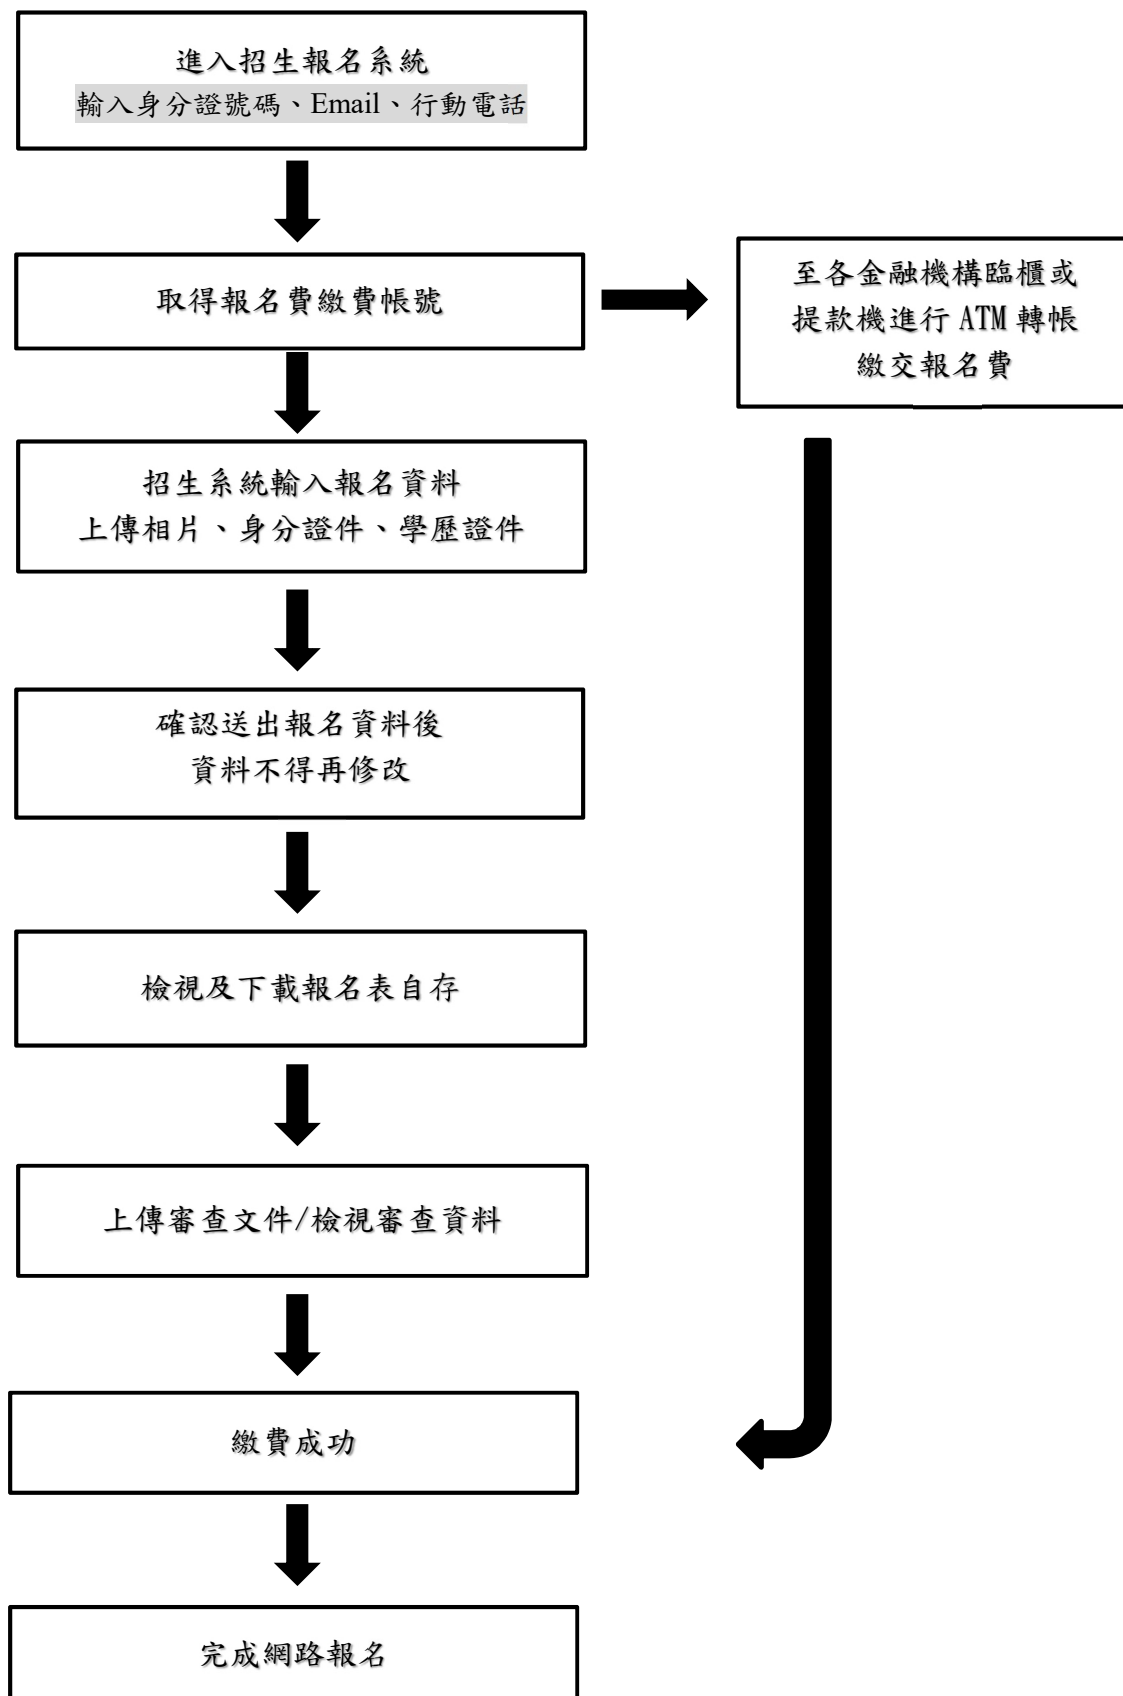 進入招生報名系統
輸入身分證號碼、Email、行動電話
取得報名費繳費帳號
至各金融機構臨櫃或
提款機進行 ATM 轉帳
繳交報名費
招生系統輸入報名資料
上傳相片、身分證件、學歷證件
確認送出報名資料後
資料不得再修改
檢視及下載報名表自存
上傳審查文件/檢視審查資料
繳費成功
完成網路報名